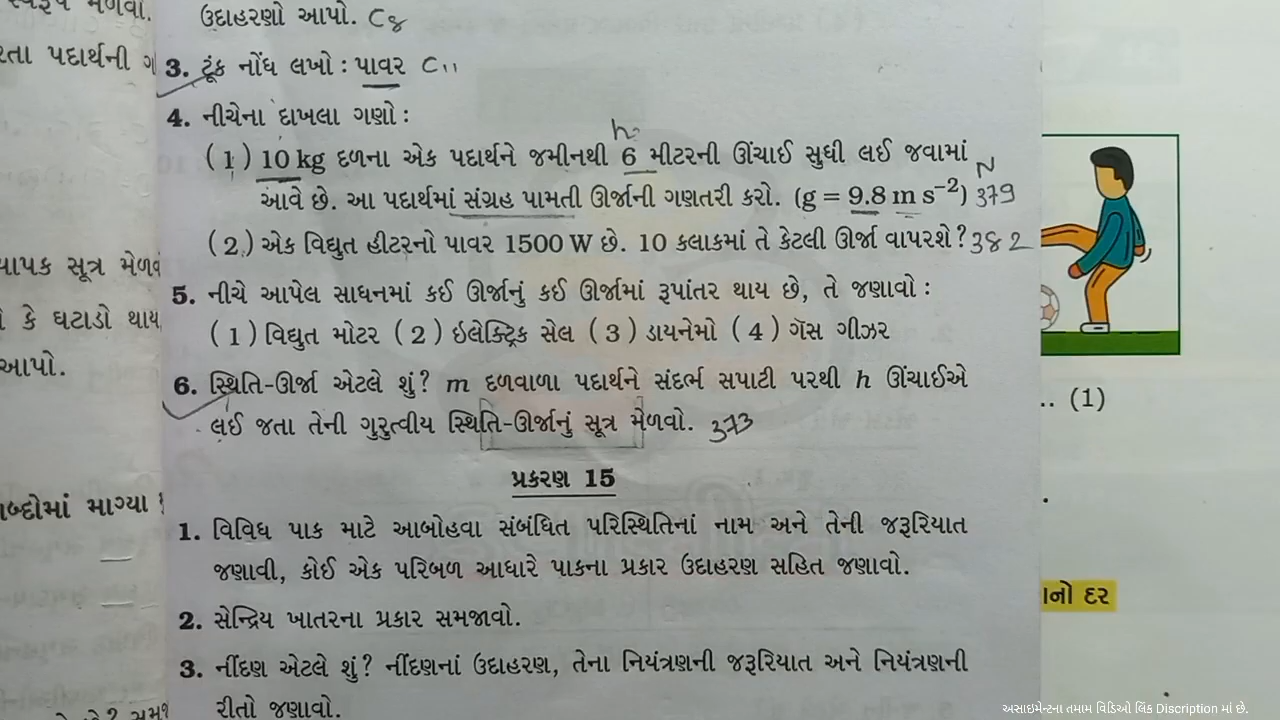 ઉદાહરણો આપો. C8
3. ટૂંક નોંધ લખો : પાવર C11
4. નીચેના દાખલા ગણો :
h
(1) 10 kg દળના એક પદાર્થને જમીનથી 6 મીટરની ઊંચાઈ સુધી લઈ જવામાં
આવે છે. આ પદાર્થમાં સંગ્રહ પામતી ઊર્જાની ગણતરી કરો. (g = 9.8 m s⁻²) N 379
(2) એક વિદ્યુત હીટરનો પાવર 1500 W છે. 10 કલાકમાં તે કેટલી ઊર્જા વાપરશે ? 382
5. નીચે આપેલ સાધનમાં કઈ ઊર્જાનું કઈ ઊર્જામાં રૂપાંતર થાય છે, તે જણાવો :
(1) વિદ્યુત મોટર (2) ઇલેક્ટ્રિક સેલ (3) ડાયનેમો (4) ગૅસ ગીઝર
6. સ્થિતિ-ઊર્જા એટલે શું? m દળવાળા પદાર્થને સંદર્ભ સપાટી પરથી h ઊંચાઈએ
લઈ જતા તેની ગુરુત્વીય સ્થિતિ-ઊર્જાનું સૂત્ર મેળવો. 373
પ્રકરણ 15
1. વિવિધ પાક માટે આબોહવા સંબંધિત પરિસ્થિતિનાં નામ અને તેની જરૂરિયાત
જણાવી, કોઈ એક પરિબળ આધારે પાકના પ્રકાર ઉદાહરણ સહિત જણાવો.
2. સેન્દ્રિય ખાતરના પ્રકાર સમજાવો.
3. નીંદણ એટલે શું? નીંદણનાં ઉદાહરણ, તેના નિયંત્રણની જરૂરિયાત અને નિયંત્રણની
રીતો જણાવો.
પદાર્થની
કે ઘટાડો થાય
આપો.
.. (1)
નો દર
અસાઇમેન્ટના તમામ વિડિઓ લિંક Discription માં છે.